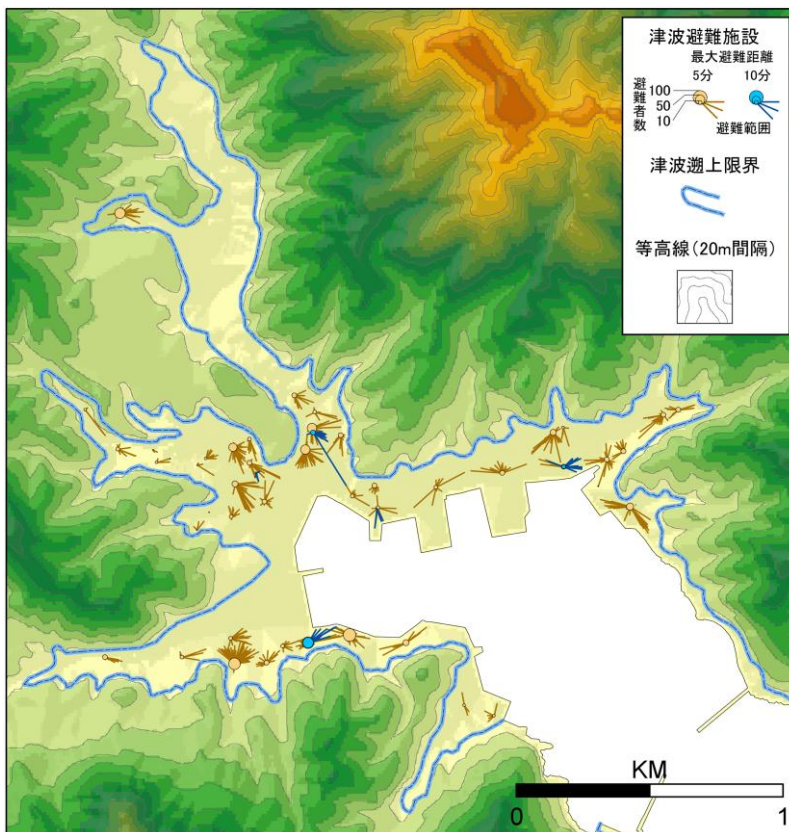 津波避難施設
最大避難距離
5分 10分
避難者数
100
50
10
避難範囲
津波遡上限界
等高線(20m間隔)
KM
0 1